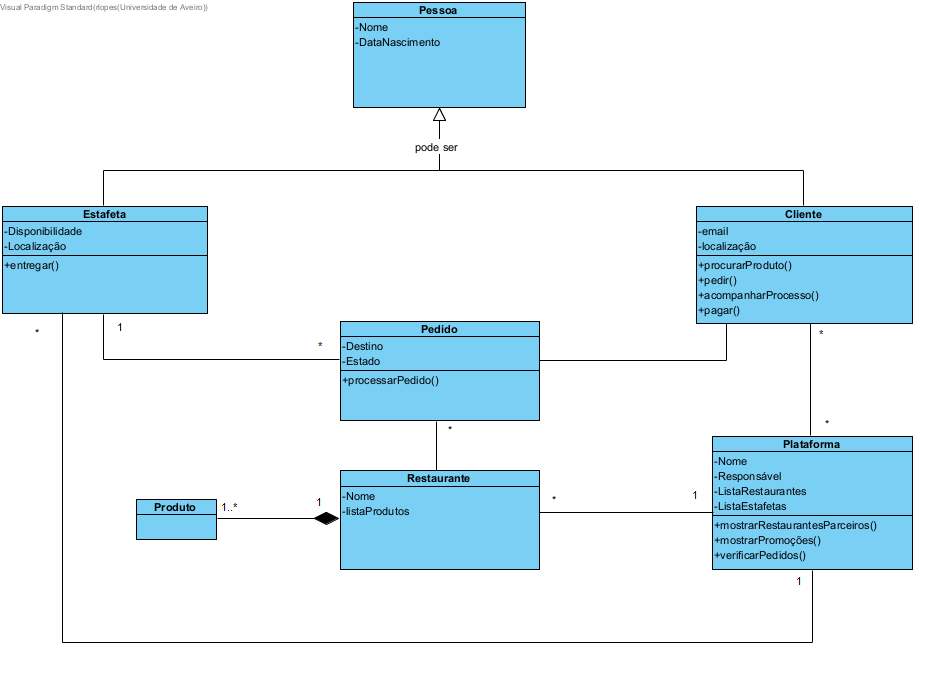 Visual Paradigm Standard(rlopes(Universidade de Aveiro))
Pessoa
-Nome
-DataNascimento
pode ser
Estafeta
-Disponibilidade
-Localização
+entregar()
Cliente
-email
-localização
+procurarProduto()
+pedir()
+acompanharProcesso()
+pagar()
*
1
*
Pedido
-Destino
-Estado
+processarPedido()
*
*
*
Plataforma
-Nome
-Responsável
-ListaRestaurantes
-ListaEstafetas
+mostrarRestaurantesParceiros()
+mostrarPromoções()
+verificarPedidos()
Restaurante
-Nome
-listaProdutos
*
1
Produto
1..*
1
1